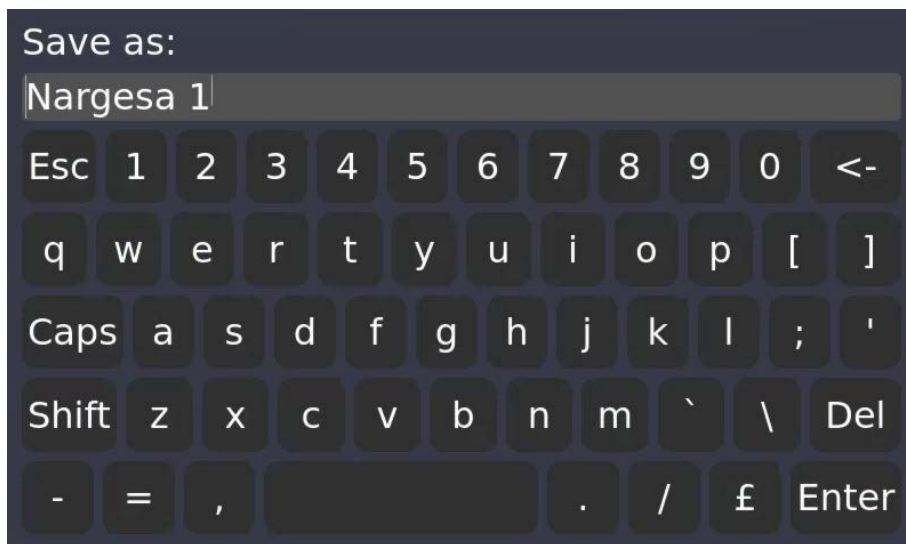 Save as:
Nargesa 1
Esc 1 2 3 4 5 6 7 8 9 0 <-
q w e r t y u i o p [ ]
Caps a s d f g h j k l ; '
Shift z x c v b n m ` \ Del
- = , . / £ Enter